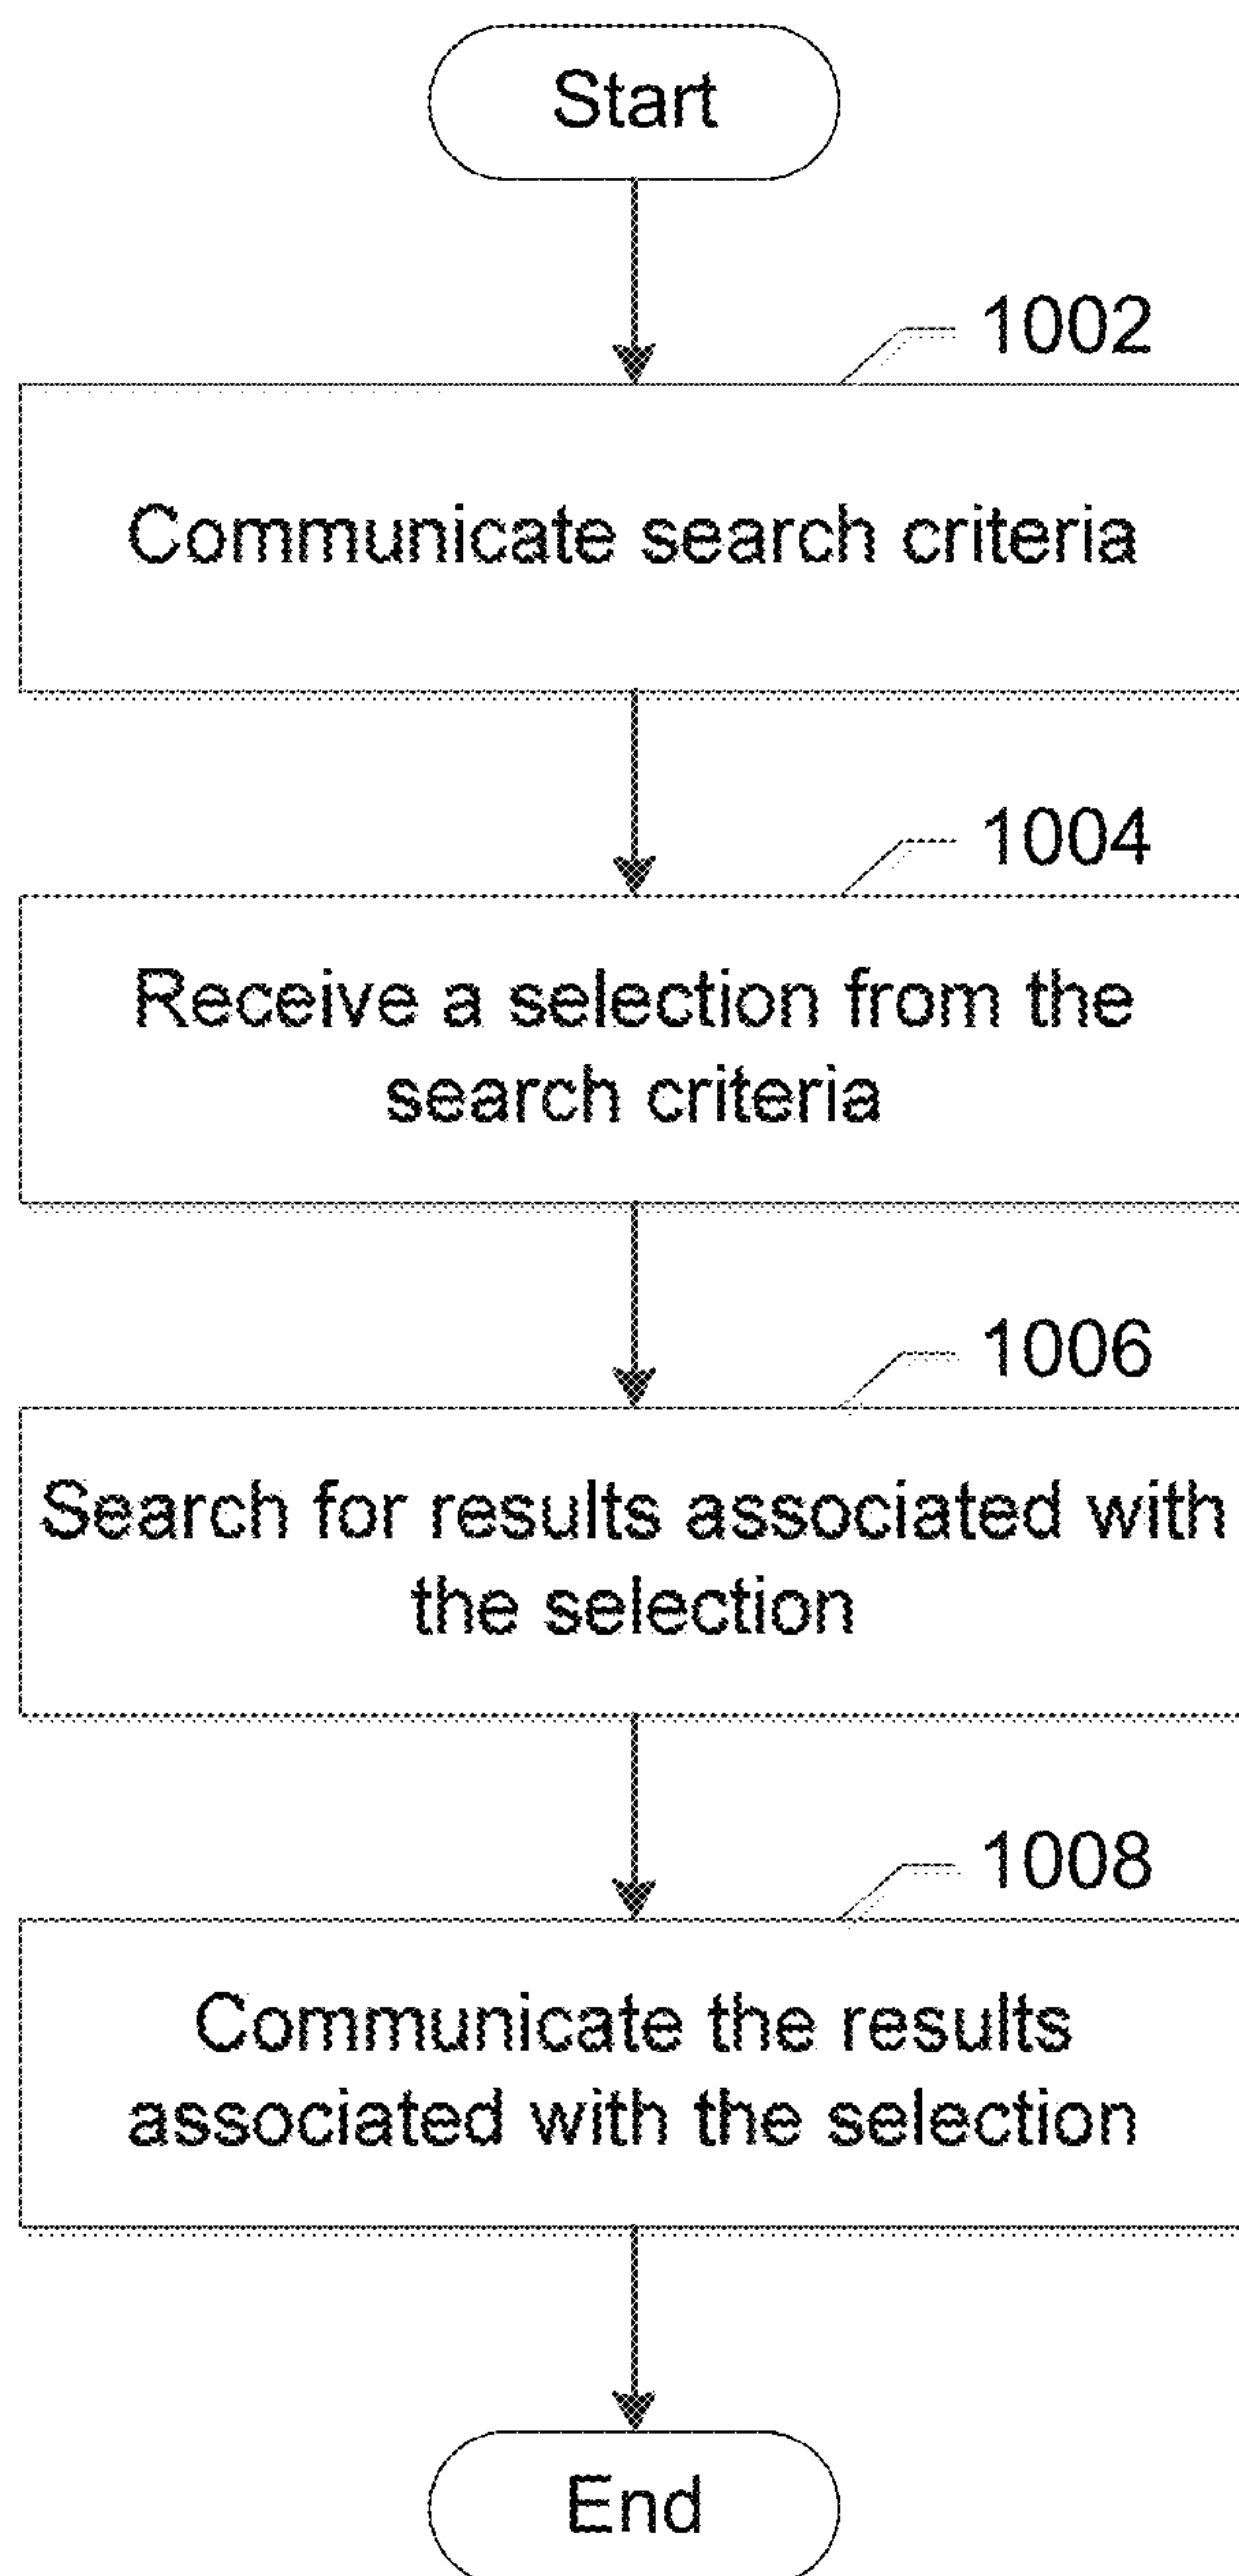 Start
1002
Communicate search criteria
1004
Receive a selection from the
search criteria
1006
Search for results associated with
the selection
1008
Communicate the results
associated with the selection
End